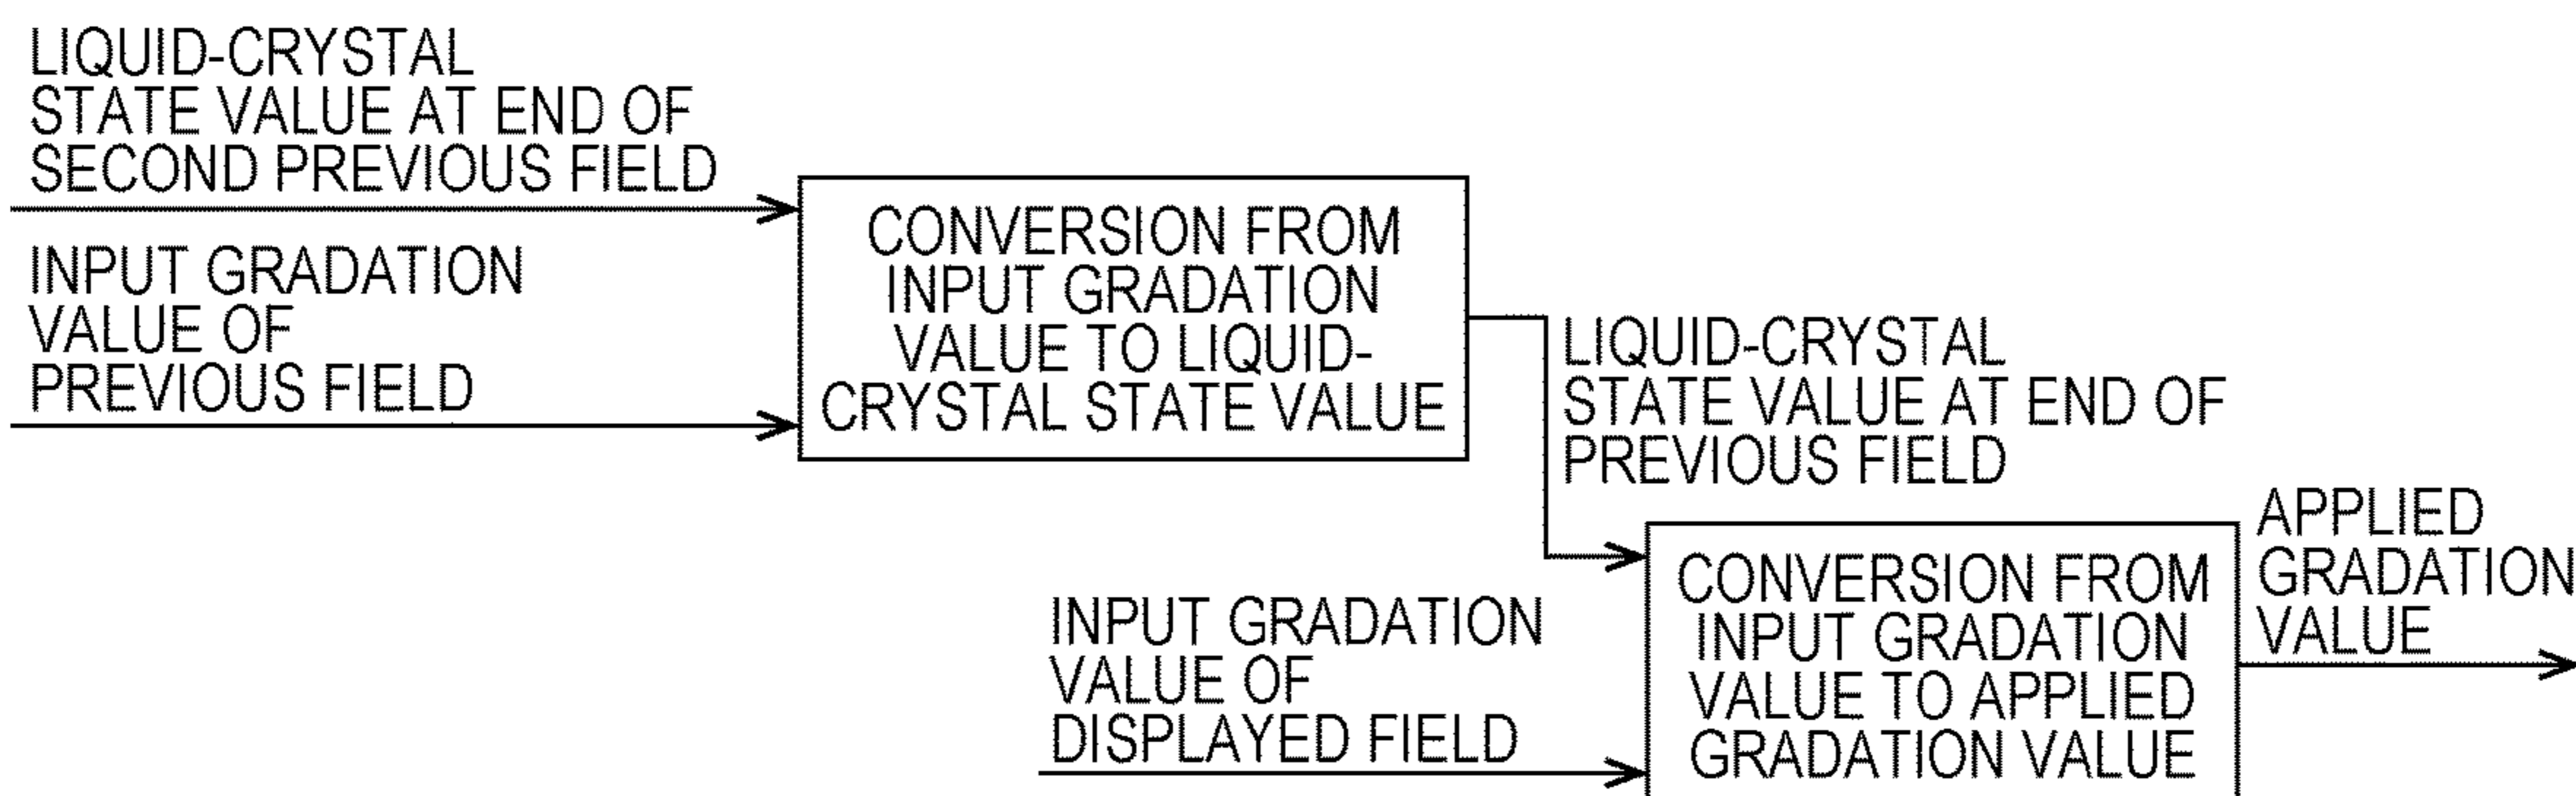 LIQUID-CRYSTAL
STATE VALUE AT END OF
SECOND PREVIOUS FIELD
INPUT GRADATION
VALUE OF
PREVIOUS FIELD
CONVERSION FROM
INPUT GRADATION
VALUE TO LIQUID-
CRYSTAL STATE VALUE
LIQUID-CRYSTAL
STATE VALUE AT END OF
PREVIOUS FIELD
INPUT GRADATION
VALUE OF
DISPLAYED FIELD
CONVERSION FROM
INPUT GRADATION
VALUE TO APPLIED
GRADATION VALUE
APPLIED
GRADATION
VALUE